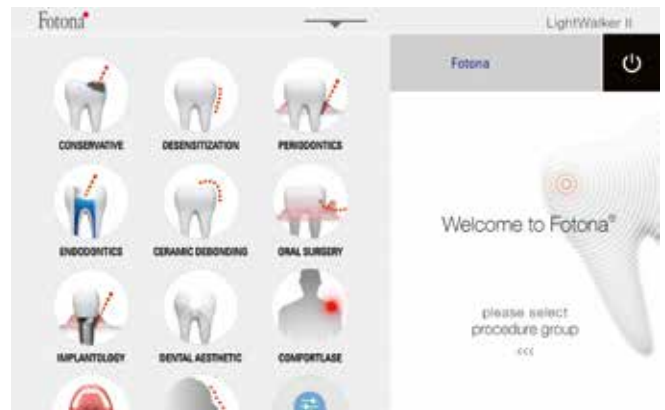 Fotona
LightWalker II
Fotona
CONSERVATIVE
DESENSITIZATION
PERIODONTICS
ENDODONTICS
CERAMIC DEBONDING
ORAL SURGERY
IMPLANTOLOGY
DENTAL AESTHETIC
COMFORTLASE
Welcome to Fotona®
please select
procedure group
<<<